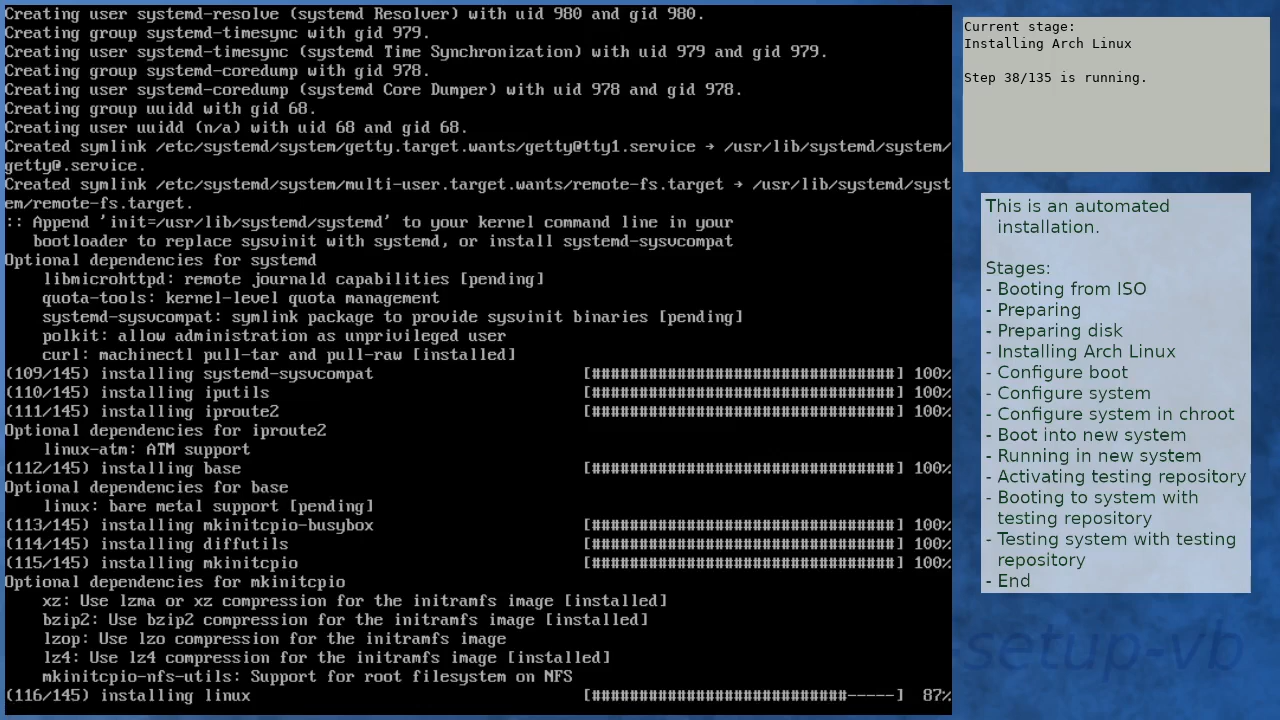 Creating user systemd-resolve (systemd Resolver) with uid 980 and gid 980.
Creating group systemd-timesync with gid 979.
Creating user systemd-timesync (systemd Time Synchronization) with uid 979 and gid 979.
Creating group systemd-coredump with gid 978.
Creating user systemd-coredump (systemd Core Dumper) with uid 978 and gid 978.
Creating group uuidd with gid 68.
Creating user uuidd (n/a) with uid 68 and gid 68.
Created symlink /etc/systemd/system/getty.target.wants/getty@tty1.service → /usr/lib/systemd/system/
getty@.service.
Created symlink /etc/systemd/system/multi-user.target.wants/remote-fs.target → /usr/lib/systemd/syst
em/remote-fs.target.
:: Append 'init=/usr/lib/systemd/systemd' to your kernel command line in your
   bootloader to replace sysvinit with systemd, or install systemd-sysvcompat
Optional dependencies for systemd
    libmicrohttpd: remote journald capabilities [pending]
    quota-tools: kernel-level quota management
    systemd-sysvcompat: symlink package to provide sysvinit binaries [pending]
    polkit: allow administration as unprivileged user
    curl: machinectl pull-tar and pull-raw [installed]
(109/145) installing systemd-sysvcompat [################################] 100%
(110/145) installing iputils [################################] 100%
(111/145) installing iproute2 [################################] 100%
Optional dependencies for iproute2
    linux-atm: ATM support
(112/145) installing base [################################] 100%
Optional dependencies for base
    linux: bare metal support [pending]
(113/145) installing mkinitcpio-busybox [################################] 100%
(114/145) installing diffutils [################################] 100%
(115/145) installing mkinitcpio [################################] 100%
Optional dependencies for mkinitcpio
    xz: Use lzma or xz compression for the initramfs image [installed]
    bzip2: Use bzip2 compression for the initramfs image [installed]
    lzop: Use lzo compression for the initramfs image
    lz4: Use lz4 compression for the initramfs image [installed]
    mkinitcpio-nfs-utils: Support for root filesystem on NFS
(116/145) installing linux [###########################-----] 87%
Current stage:
Installing Arch Linux
Step 38/135 is running.
This is an automated
installation.
Stages:
- Booting from ISO
- Preparing
- Preparing disk
- Installing Arch Linux
- Configure boot
- Configure system
- Configure system in chroot
- Boot into new system
- Running in new system
- Activating testing repository
- Booting to system with
testing repository
- Testing system with testing
repository
- End
-setup-vb